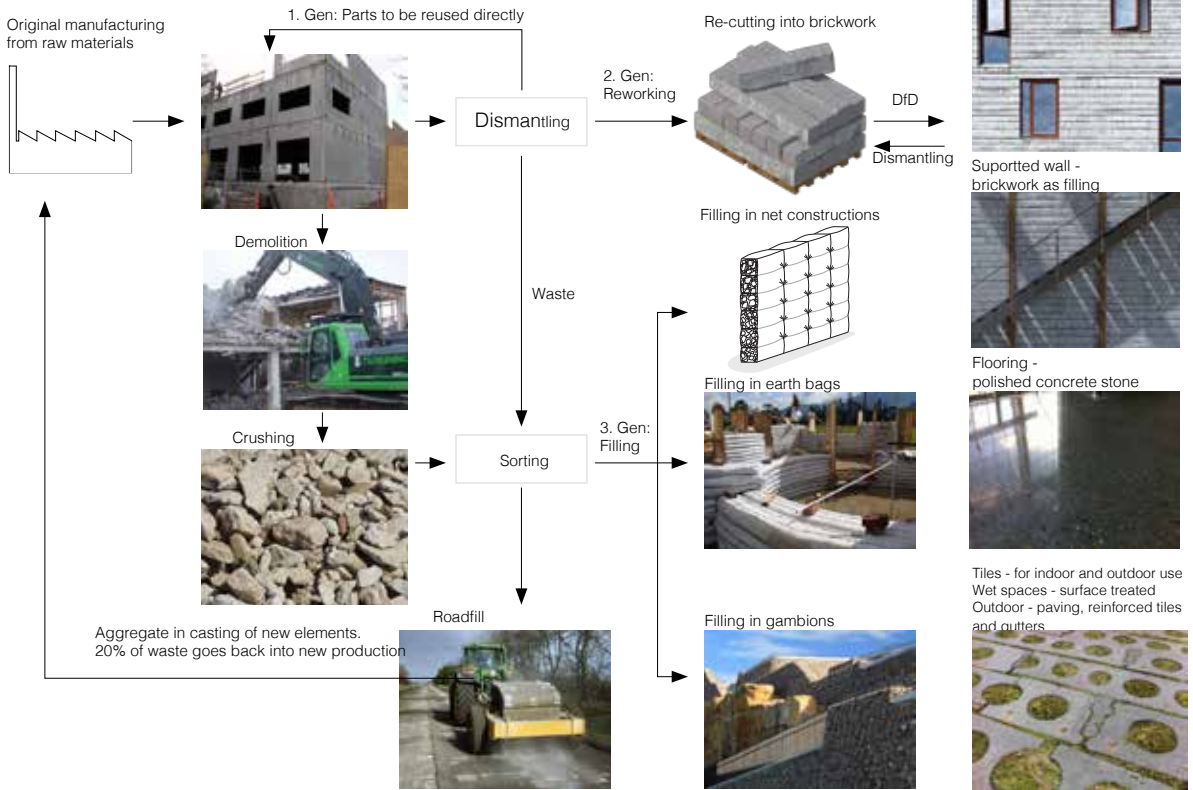 1. Gen: Parts to be reused directly
Original manufacturing
from raw materials
Re-cutting into brickwork
2. Gen:
Reworking
Dismantling
DfD
Dismantling
Suportted wall -
brickwork as filling
Filling in net constructions
Demolition
Waste
Flooring -
polished concrete stone
Filling in earth bags
Crushing
3. Gen:
Filling
Sorting
Tiles - for indoor and outdoor use
Wet spaces - surface treated
Outdoor - paving, reinforced tiles
and gutters
Roadfill
Filling in gambions
Aggregate in casting of new elements.
20% of waste goes back into new production